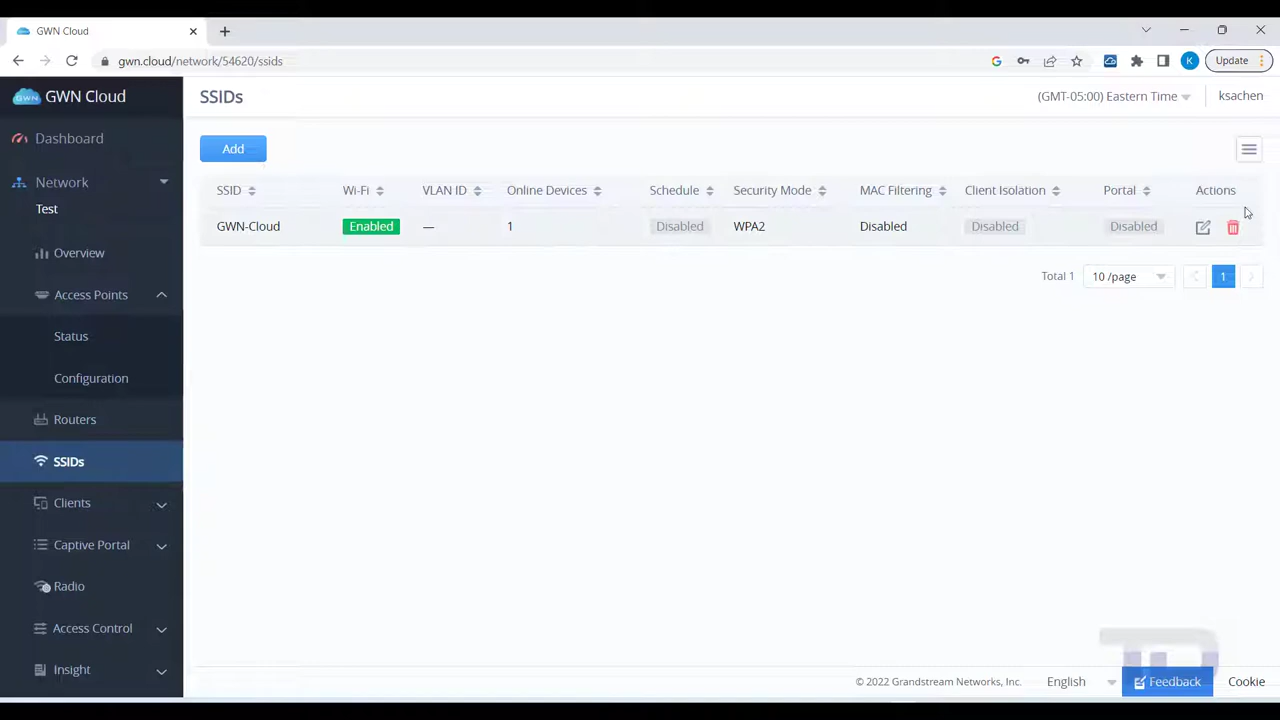 GWN Cloud
gwn.cloud/network/54620/ssids
K
Update
GWN
GWN Cloud
SSIDs
(GMT-05:00) Eastern Time
ksachen
Dashboard
Network
Test
Overview
Access Points
Status
Configuration
Routers
SSIDs
Clients
Captive Portal
Radio
Access Control
Insight
Add
SSID Wi-Fi VLAN ID Online Devices Schedule Security Mode MAC Filtering Client Isolation Portal Actions
GWN-Cloud Enabled — 1 Disabled WPA2 Disabled Disabled Disabled
Total 1 10 /page 1
© 2022 Grandstream Networks, Inc. English Feedback Cookie